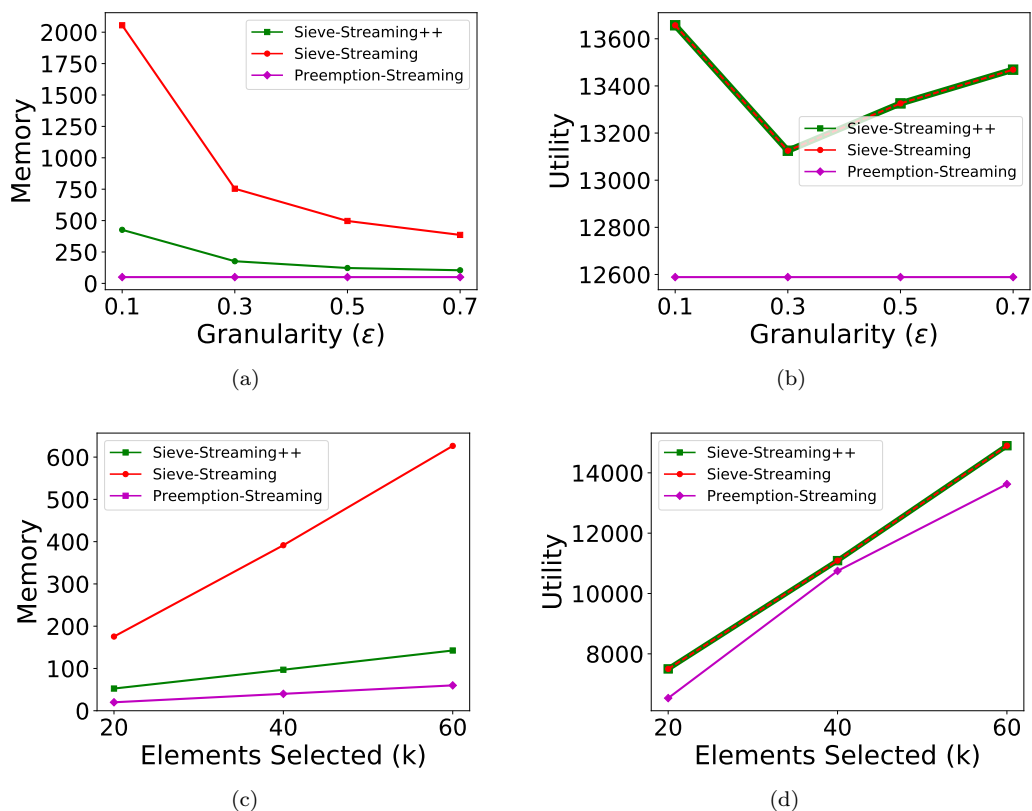 Memory
2000
1750
1500
1250
1000
750
500
250
0
0.1 0.3 0.5 0.7
Granularity (ε)
Sieve-Streaming++
Sieve-Streaming
Preemption-Streaming
(a)
Utility
13600
13400
13200
13000
12800
12600
0.1 0.3 0.5 0.7
Granularity (ε)
Sieve-Streaming++
Sieve-Streaming
Preemption-Streaming
(b)
Memory
600
500
400
300
200
100
0
20 40 60
Elements Selected (k)
Sieve-Streaming++
Sieve-Streaming
Preemption-Streaming
(c)
Utility
14000
12000
10000
8000
20 40 60
Elements Selected (k)
Sieve-Streaming++
Sieve-Streaming
Preemption-Streaming
(d)